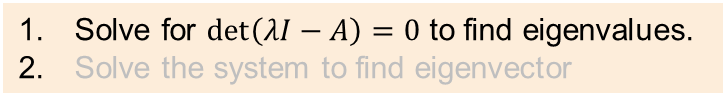 1. Solve for det(λI − A) = 0 to find eigenvalues.
2. Solve the system to find eigenvector